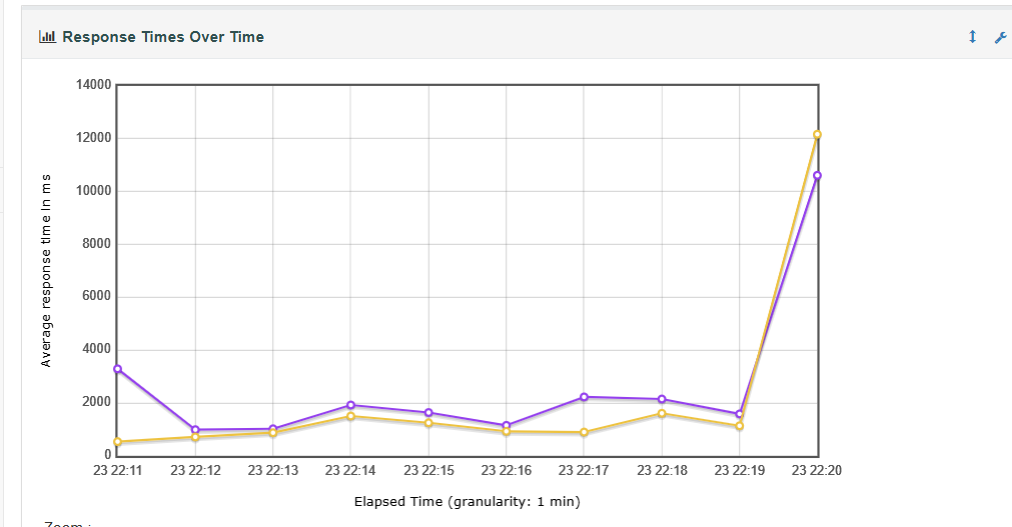 Response Times Over Time
14000
12000
10000
8000
6000
4000
2000
0
Average response time in ms
23 22:11 23 22:12 23 22:13 23 22:14 23 22:15 23 22:16 23 22:17 23 22:18 23 22:19 23 22:20
Elapsed Time (granularity: 1 min)
Zoom :